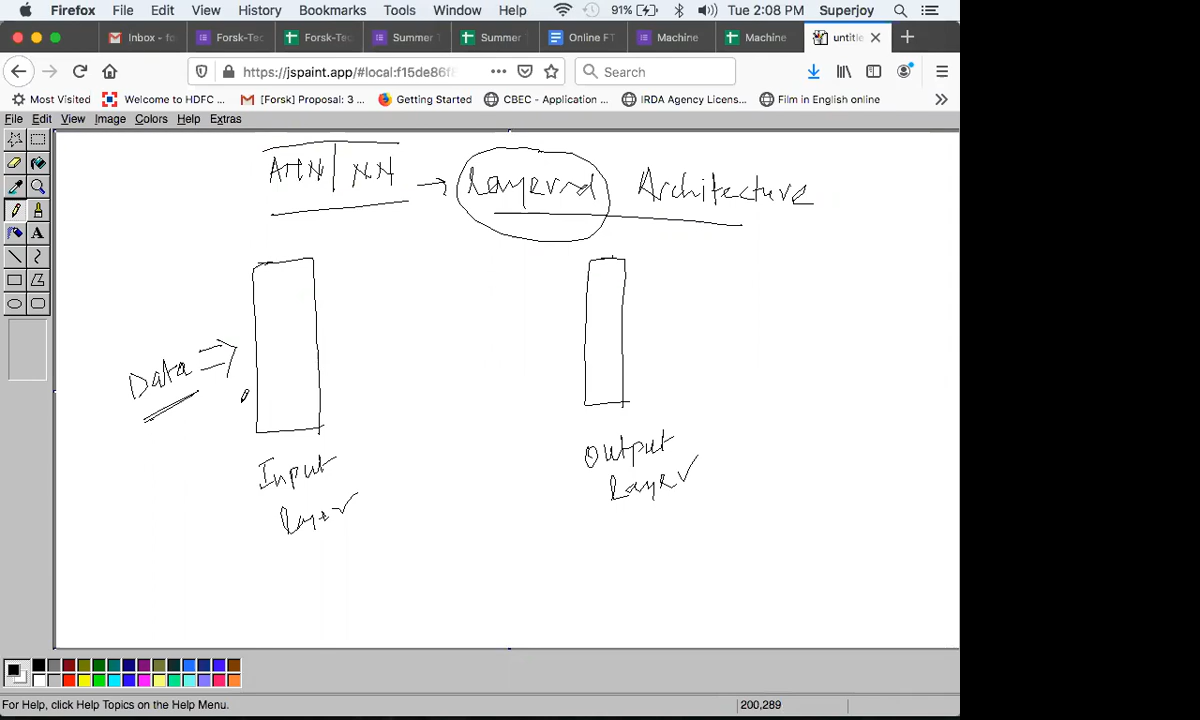 Firefox File Edit View History Bookmarks Tools Window Help 91% Tue 2:08 PM Superjoy
Inbox - fo Forsk-Tec Forsk-Tec Summer T Summer Online FT Machine Machine untitle
https://jspaint.app/#local:f15de86f8 Search
Most Visited Welcome to HDFC ... [Forsk] Proposal: 3 ... Getting Started CBEC - Application ... IRDA Agency Licens... Film in English online
File Edit View Image Colors Help Extras
ANN | NN → Layered Architecture
Data
Input
Layer
Output
Layer
For Help, click Help Topics on the Help Menu. 200,289